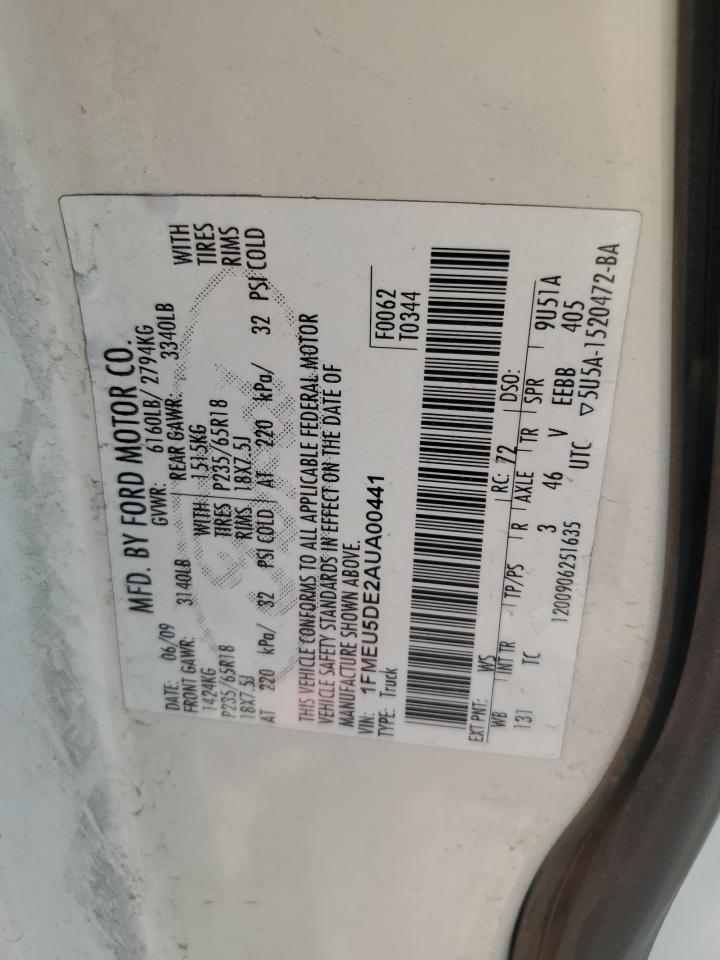 MFD. BY FORD MOTOR CO.
DATE: 06/09 GVWR: 6160LB/ 2794KG
FRONT GAWR: 3140LB REAR GAWR: 3340LB
1424KG WITH 1515KG WITH
P235/65R18 TIRES P235/65R18 TIRES
18X7.5J RIMS 18X7.5J RIMS
AT 220 kPa/ 32 PSI COLD AT 220 kPa/ 32 PSI COLD
THIS VEHICLE CONFORMS TO ALL APPLICABLE FEDERAL MOTOR
VEHICLE SAFETY STANDARDS IN EFFECT ON THE DATE OF
MANUFACTURE SHOWN ABOVE.
VIN: 1FMEU5DE2AUA00441
TYPE: Truck
F0062
T0344
EXT PNT: WS RC: 72 DSO:
WB INT TR TP/PS R AXLE TR SPR 9U51A
131 TC 3 46 V EEBB 405
1200906251635 UTC ▽5U5A-1520472-BA